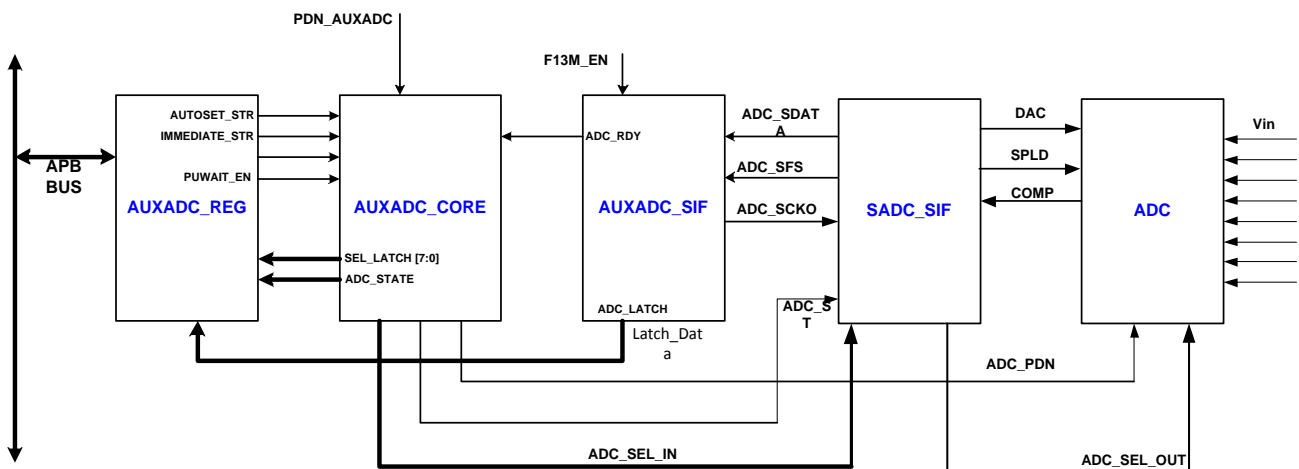 PDN_AUXADC
F13M_EN
AUTOSET_STR
IMMEDIATE_STR
PUWAIT_EN
APB
BUS
AUXADC_REG
SEL_LATCH [7:0]
ADC_STATE
AUXADC_CORE
ADC_RDY
AUXADC_SIF
ADC_LATCH
Latch_Dat
a
ADC_SDAT
A
ADC_SFS
ADC_SCKO
ADC_S
T
SADC_SIF
DAC
SPLD
COMP
ADC
Vin
ADC_PDN
ADC_SEL_IN
ADC_SEL_OUT